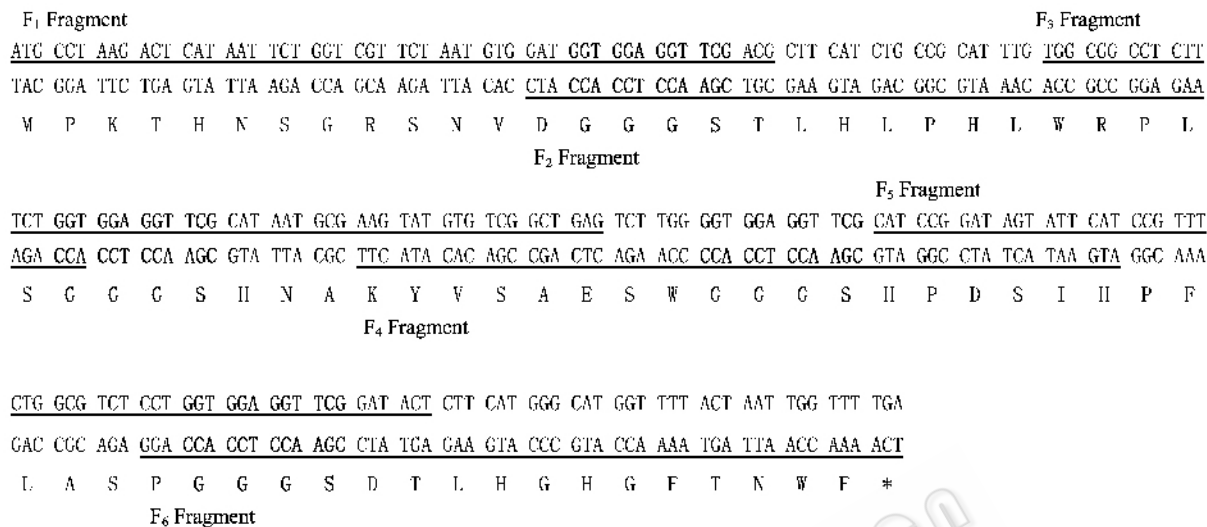 F₁ Fragment F₃ Fragment
ATG CCT AAG ACT CAT AAT TCT GGT CGT TCT AAT GTG GAT GGT GGA GGT TCG ACG CTT CAT CTG CCG CAT TTG TGG CGG CCT CTT
TAC GGA TTC TGA GTA TTA AGA CCA GCA AGA TTA CAC CTA CCA CCT CCA AGC TGC GAA GTA GAC GGC GTA AAC ACC GCC GGA GAA
M P K T H N S G R S N V D G G G S T L H L P H L W R P L
F₂ Fragment
F₅ Fragment
TCT GGT GGA GGT TCG CAT AAT GCG AAG TAT GTG TCG GCT GAG TCT TGG GGT GGA GGT TCG CAT CCG GAT AGT ATT CAT CCG TTT
AGA CCA CCT CCA AGC GTA TTA CGC TTC ATA CAC AGC CGA CTC AGA ACC CCA CCT CCA AGC GTA GGC CTA TCA TAA GTA GGC AAA
S G G G S H N A K Y V S A E S W G G G S H P D S I H P F
F₄ Fragment
CTG GCG TCT CCT GGT GGA GGT TCG GAT ACT CTT CAT GGG CAT GGT TTT ACT AAT TGG TTT TGA
GAC CGC AGA GGA CCA CCT CCA AGC CTA TGA GAA GTA CCC GTA CCA AAA TGA TTA ACC AAA ACT
L A S P G G G S D T L H G H G F T N W F *
F₆ Fragment